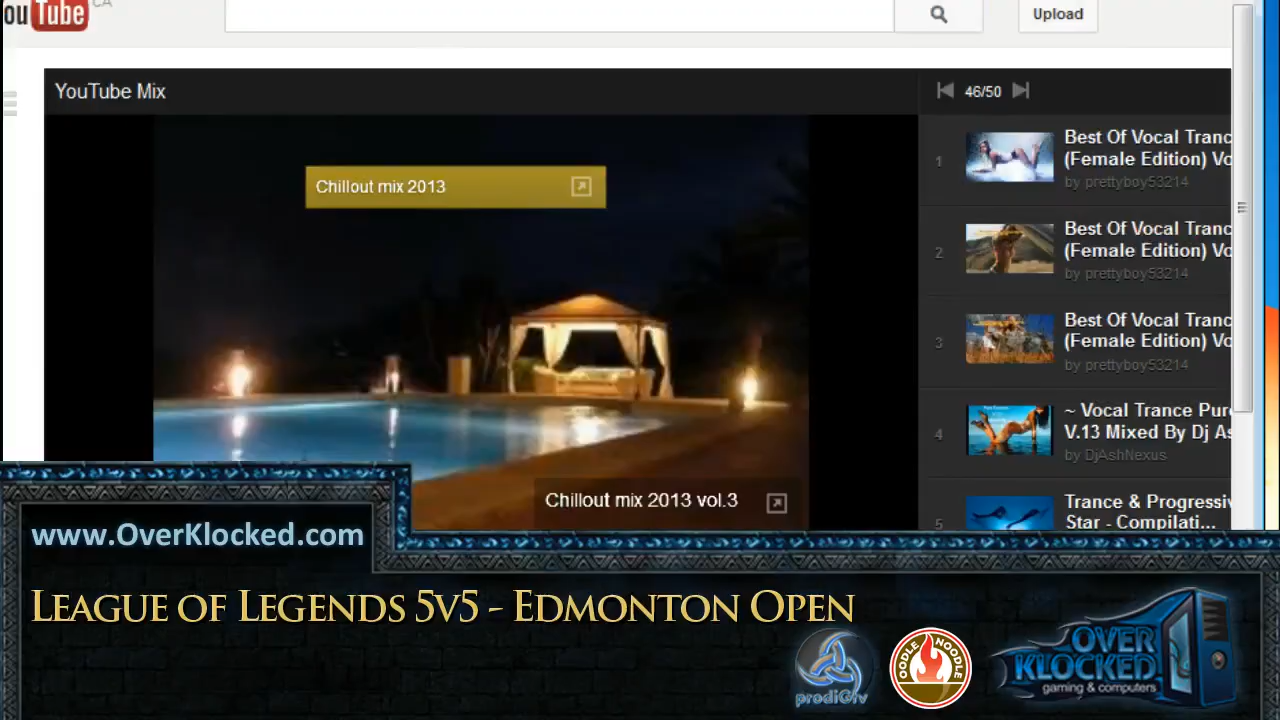 ou Tube CA
Upload
YouTube Mix
46/50
Chillout mix 2013
Chillout mix 2013 vol.3
1
Best Of Vocal Tranc
(Female Edition) Vo
by prettyboy53214
2
Best Of Vocal Tranc
(Female Edition) Vo
by prettyboy53214
3
Best Of Vocal Tranc
(Female Edition) Vo
by prettyboy53214
4
~ Vocal Trance Pur
V.13 Mixed By Dj As
by DjAshNexus
5
Trance & Progressiv
Star - Compilati...
www.OverKlocked.com
League of Legends 5v5 - Edmonton Open
prodiGtv
OODLE NOODLE
OVER
KLOCKED
gaming & computers